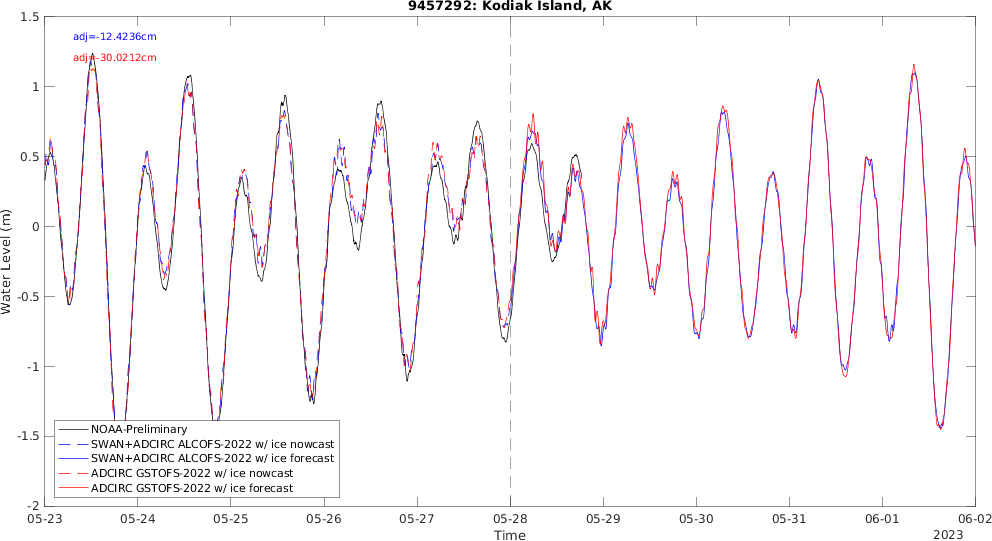 9457292: Kodiak Island, AK
adj=-12.4236cm
adj=-30.0212cm
Water Level (m)
1.5
1
0.5
0
-0.5
-1
-1.5
-2
NOAA-Preliminary
SWAN+ADCIRC ALCOFS-2022 w/ ice nowcast
SWAN+ADCIRC ALCOFS-2022 w/ ice forecast
ADCIRC GSTOFS-2022 w/ ice nowcast
ADCIRC GSTOFS-2022 w/ ice forecast
05-23 05-24 05-25 05-26 05-27 05-28 05-29 05-30 05-31 06-01 06-02
Time
2023